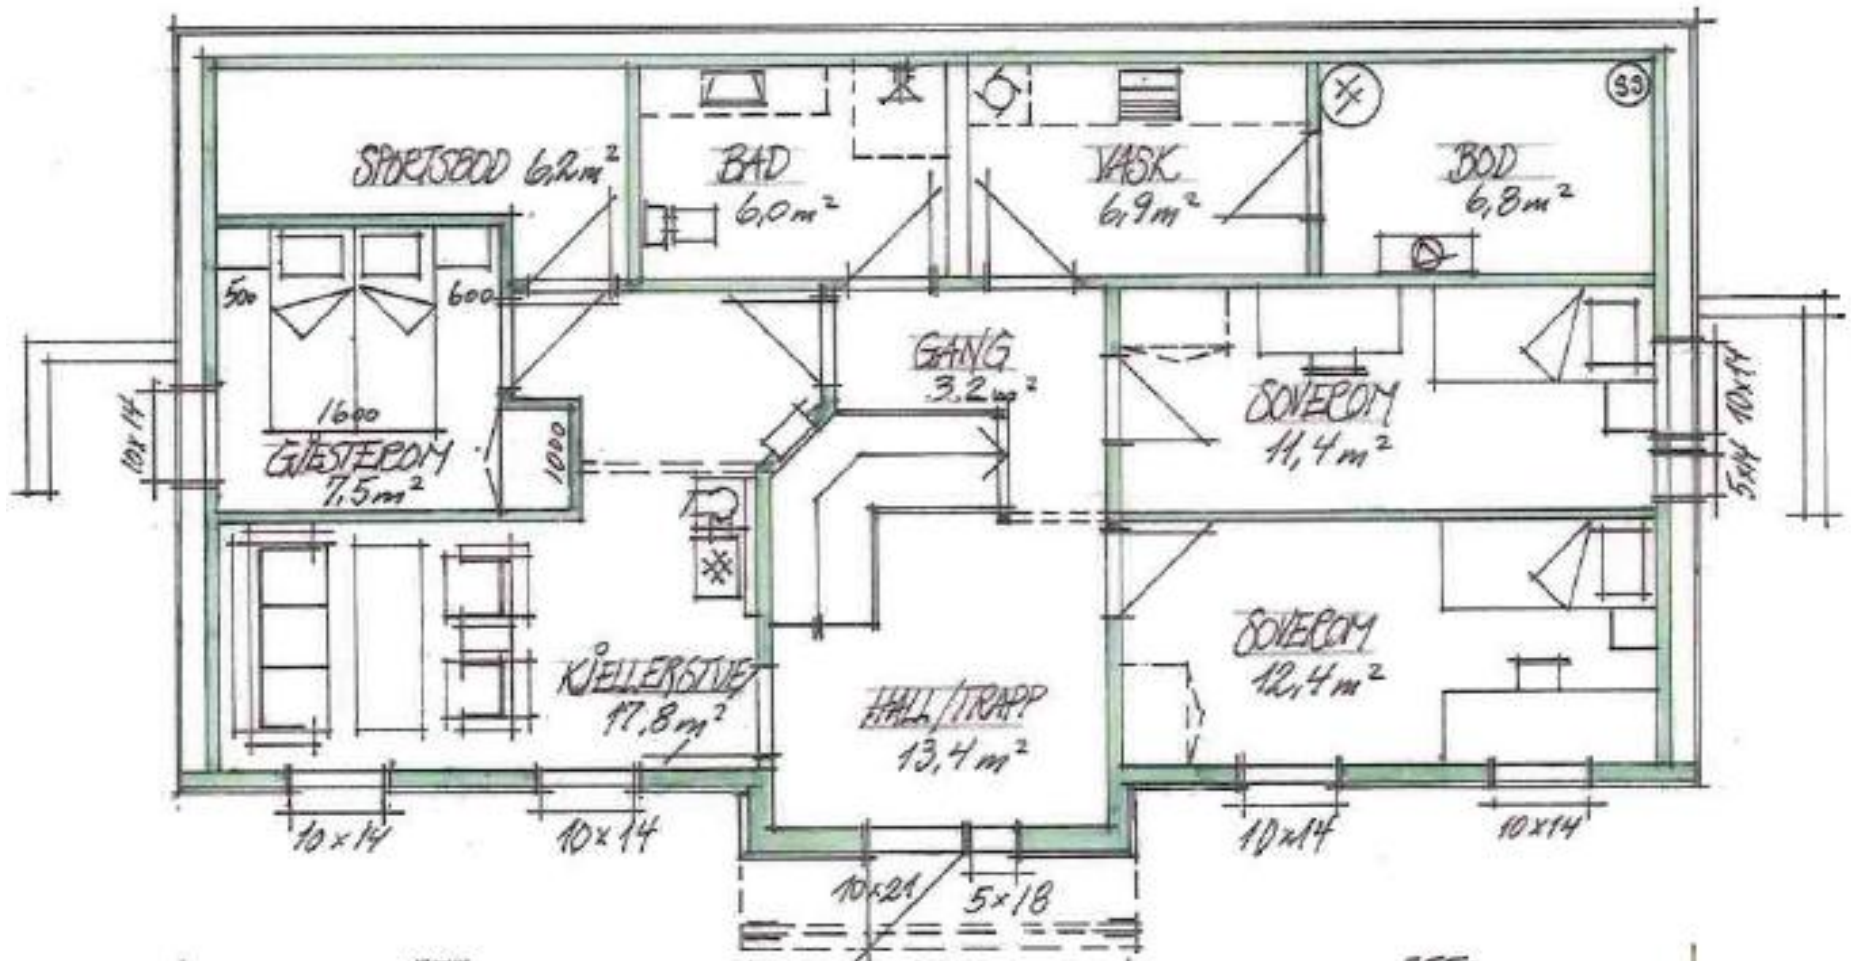 SPORTSBOD 6,2m²
BAD
6,0m²
VASK
6,9m²
BOD
6,8m²
SS
500
600
1600
GJESTEROM
7,5m²
1000
GANG
3,2m²
SOVEROM
11,4m²
10x14
10x14
5x14
KJELLERSTUE
17,8m²
HALL/TRAPP
13,4m²
SOVEROM
12,4m²
10x14
10x14
10x21
5x18
10x14
10x14